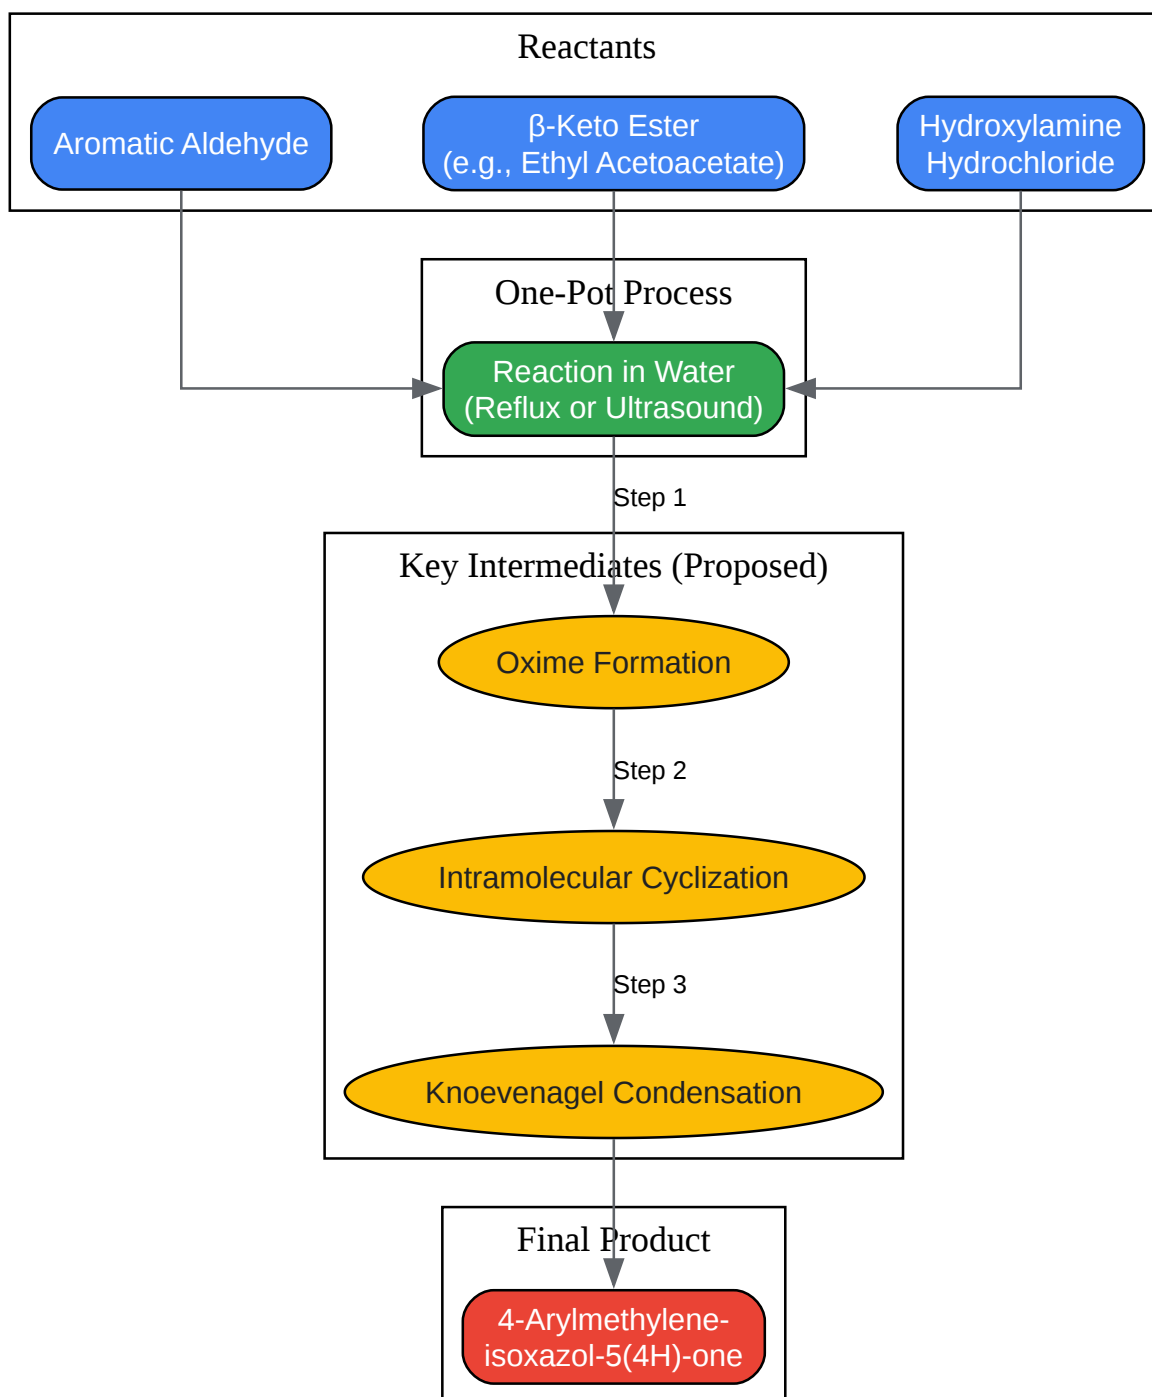 Reactants
Aromatic Aldehyde
β-Keto Ester
(e.g., Ethyl Acetoacetate)
Hydroxylamine
Hydrochloride
One-Pot Process
Reaction in Water
(Reflux or Ultrasound)
Step 1
Key Intermediates (Proposed)
Oxime Formation
Step 2
Intramolecular Cyclization
Step 3
Knoevenagel Condensation
Final Product
4-Arylmethylene-
isoxazol-5(4H)-one